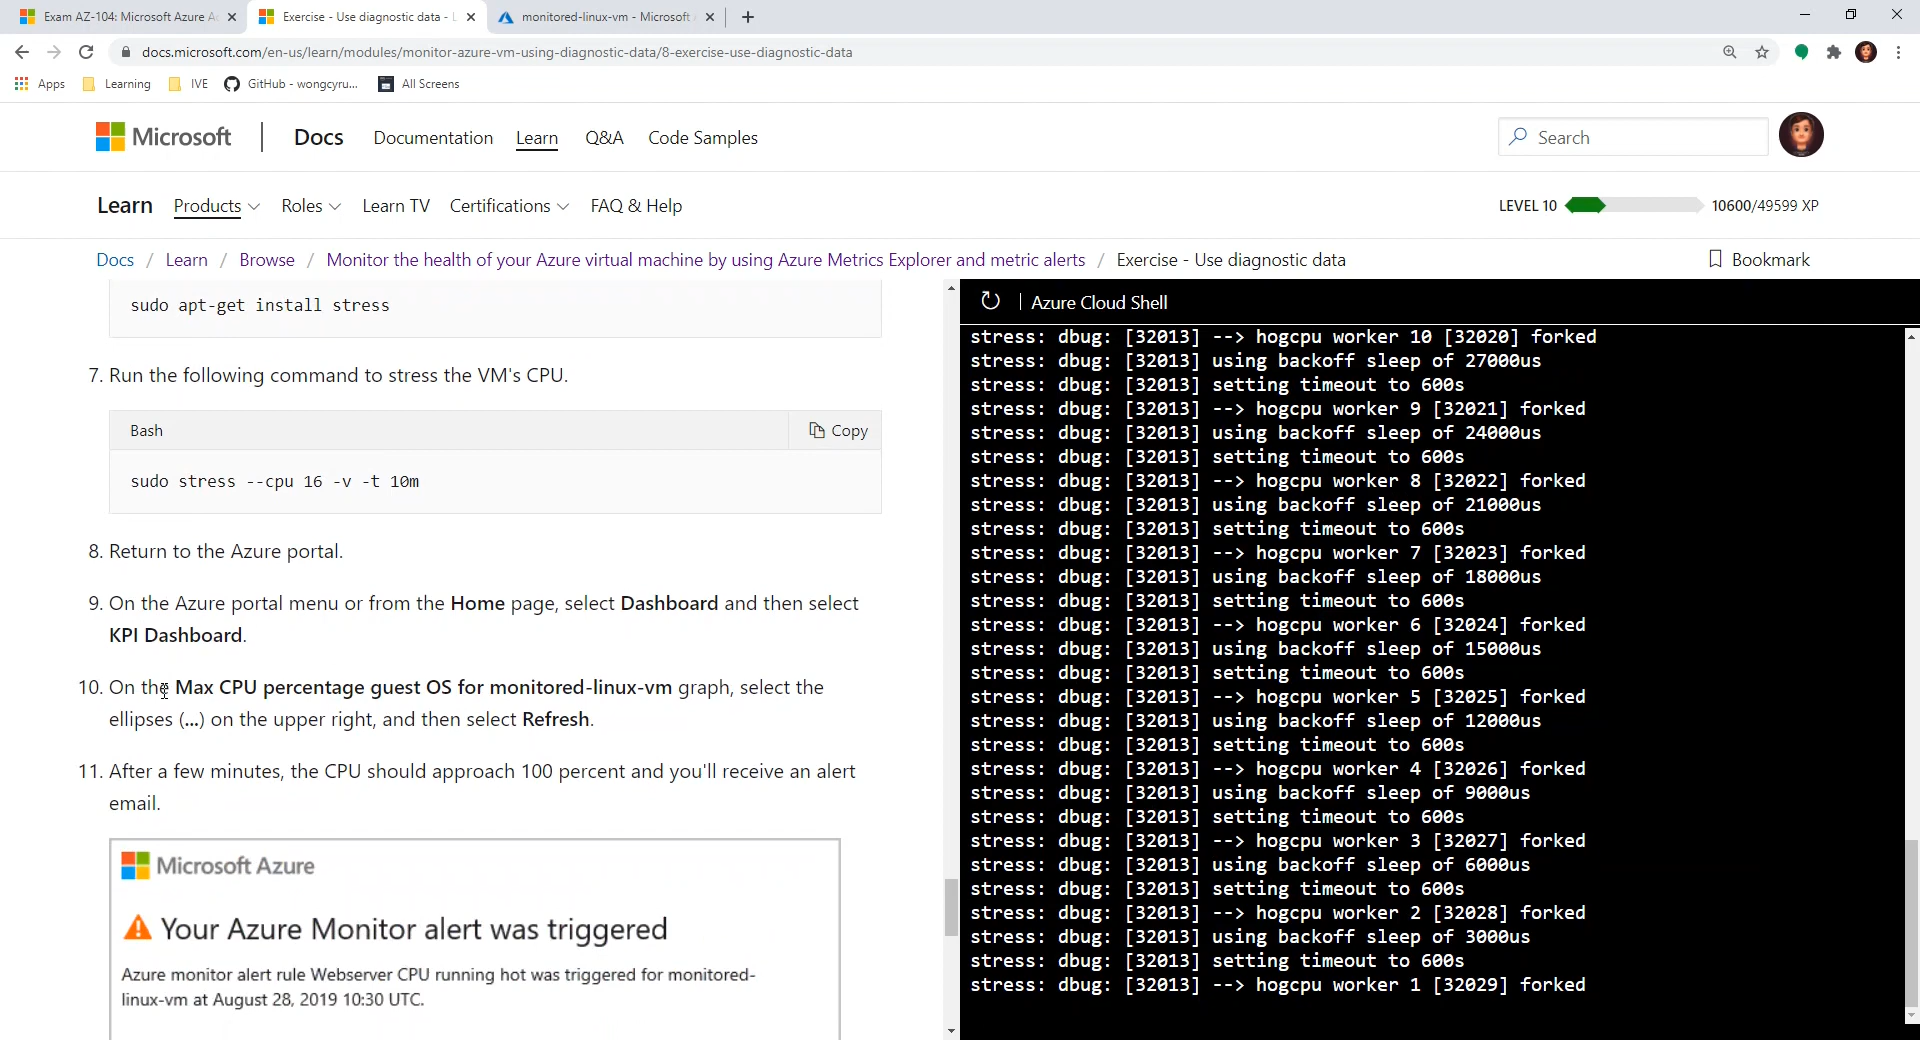 Exam AZ-104: Microsoft Azure A
Exercise - Use diagnostic data - L
monitored-linux-vm - Microsoft
docs.microsoft.com/en-us/learn/modules/monitor-azure-vm-using-diagnostic-data/8-exercise-use-diagnostic-data
Apps
Learning
IVE
GitHub - wongcyru...
All Screens
Microsoft
Docs
Documentation
Learn
Q&A
Code Samples
Search
Learn
Products
Roles
Learn TV
Certifications
FAQ & Help
LEVEL 10
10600/49599 XP
Docs / Learn / Browse / Monitor the health of your Azure virtual machine by using Azure Metrics Explorer and metric alerts / Exercise - Use diagnostic data
Bookmark
sudo apt-get install stress
7. Run the following command to stress the VM's CPU.
Bash
Copy
sudo stress --cpu 16 -v -t 10m
8. Return to the Azure portal.
9. On the Azure portal menu or from the Home page, select Dashboard and then select
KPI Dashboard.
10. On the Max CPU percentage guest OS for monitored-linux-vm graph, select the
ellipses (...) on the upper right, and then select Refresh.
11. After a few minutes, the CPU should approach 100 percent and you'll receive an alert
email.
Microsoft Azure
Your Azure Monitor alert was triggered
Azure monitor alert rule Webserver CPU running hot was triggered for monitored-
linux-vm at August 28, 2019 10:30 UTC.
Azure Cloud Shell
stress: dbug: [32013] --> hogcpu worker 10 [32020] forked
stress: dbug: [32013] using backoff sleep of 27000us
stress: dbug: [32013] setting timeout to 600s
stress: dbug: [32013] --> hogcpu worker 9 [32021] forked
stress: dbug: [32013] using backoff sleep of 24000us
stress: dbug: [32013] setting timeout to 600s
stress: dbug: [32013] --> hogcpu worker 8 [32022] forked
stress: dbug: [32013] using backoff sleep of 21000us
stress: dbug: [32013] setting timeout to 600s
stress: dbug: [32013] --> hogcpu worker 7 [32023] forked
stress: dbug: [32013] using backoff sleep of 18000us
stress: dbug: [32013] setting timeout to 600s
stress: dbug: [32013] --> hogcpu worker 6 [32024] forked
stress: dbug: [32013] using backoff sleep of 15000us
stress: dbug: [32013] setting timeout to 600s
stress: dbug: [32013] --> hogcpu worker 5 [32025] forked
stress: dbug: [32013] using backoff sleep of 12000us
stress: dbug: [32013] setting timeout to 600s
stress: dbug: [32013] --> hogcpu worker 4 [32026] forked
stress: dbug: [32013] using backoff sleep of 9000us
stress: dbug: [32013] setting timeout to 600s
stress: dbug: [32013] --> hogcpu worker 3 [32027] forked
stress: dbug: [32013] using backoff sleep of 6000us
stress: dbug: [32013] setting timeout to 600s
stress: dbug: [32013] --> hogcpu worker 2 [32028] forked
stress: dbug: [32013] using backoff sleep of 3000us
stress: dbug: [32013] setting timeout to 600s
stress: dbug: [32013] --> hogcpu worker 1 [32029] forked